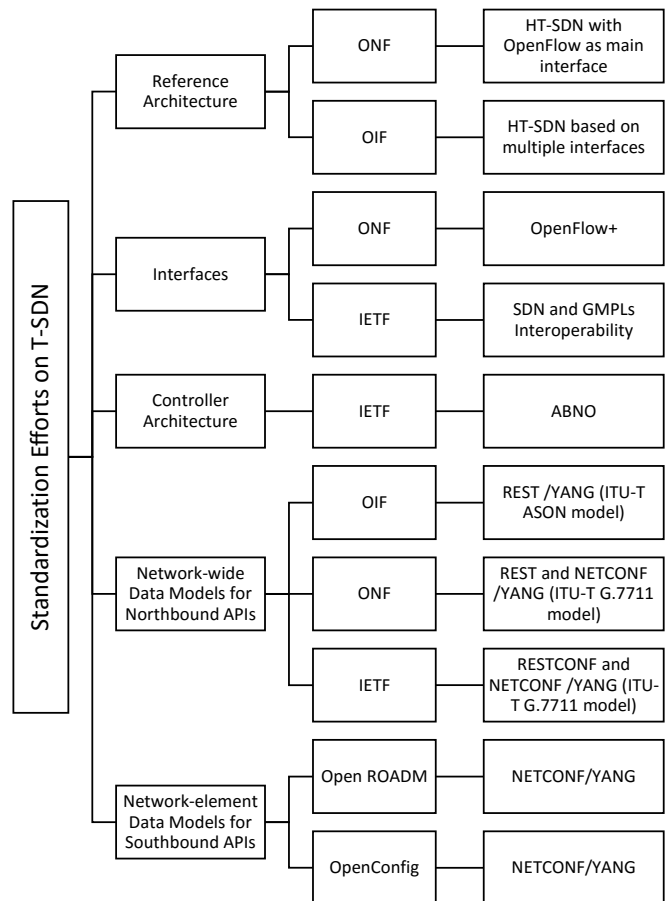 Standardization Efforts on T-SDN
Reference
Architecture
ONF
HT-SDN with
OpenFlow as main
interface
OIF
HT-SDN based on
multiple interfaces
Interfaces
ONF
OpenFlow+
IETF
SDN and GMPLs
Interoperability
Controller
Architecture
IETF
ABNO
Network-wide
Data Models for
Northbound APIs
OIF
REST /YANG (ITU-T
ASON model)
ONF
REST and NETCONF
/YANG (ITU-T G.7711
model)
IETF
RESTCONF and
NETCONF /YANG (ITU-
T G.7711 model)
Network-element
Data Models for
Southbound APIs
Open ROADM
NETCONF/YANG
OpenConfig
NETCONF/YANG